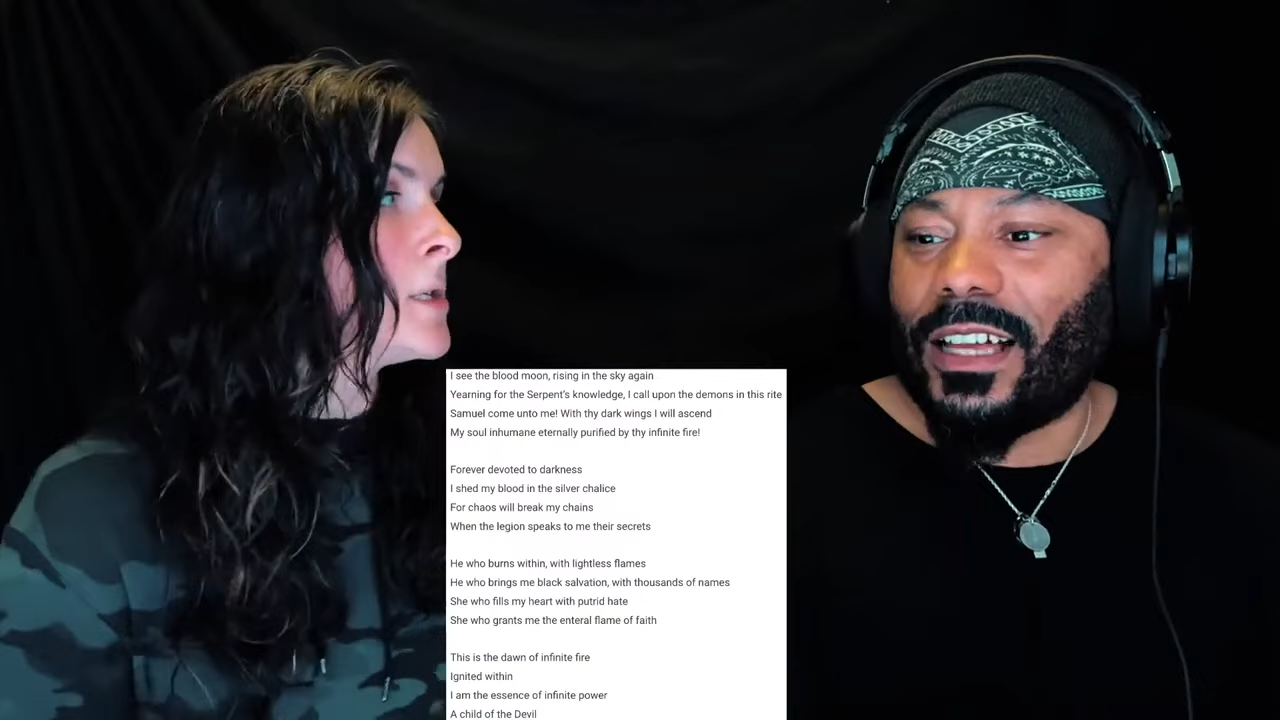 I see the blood moon, rising in the sky again
Yearning for the Serpent's knowledge, I call upon the demons in this rite
Samuel come unto me! With thy dark wings I will ascend
My soul inhumane eternally purified by thy infinite fire!
Forever devoted to darkness
I shed my blood in the silver chalice
For chaos will break my chains
When the legion speaks to me their secrets
He who burns within, with lightless flames
He who brings me black salvation, with thousands of names
She who fills my heart with putrid hate
She who grants me the enteral flame of faith
This is the dawn of infinite fire
Ignited within
I am the essence of infinite power
A child of the Devil